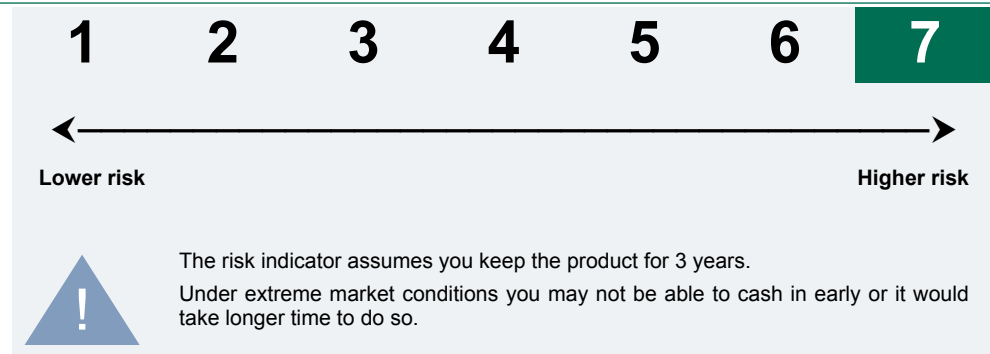 1 2 3 4 5 6 7
Lower risk Higher risk
The risk indicator assumes you keep the product for 3 years.
Under extreme market conditions you may not be able to cash in early or it would
take longer time to do so.
!